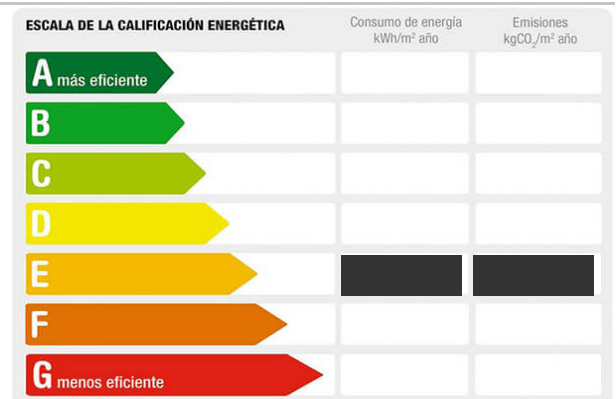 ESCALA DE LA CALIFICACIÓN ENERGÉTICA
Consumo de energía
kWh/m² año
Emisiones
kgCO₂/m² año
A más eficiente
B
C
D
E
F
G menos eficiente